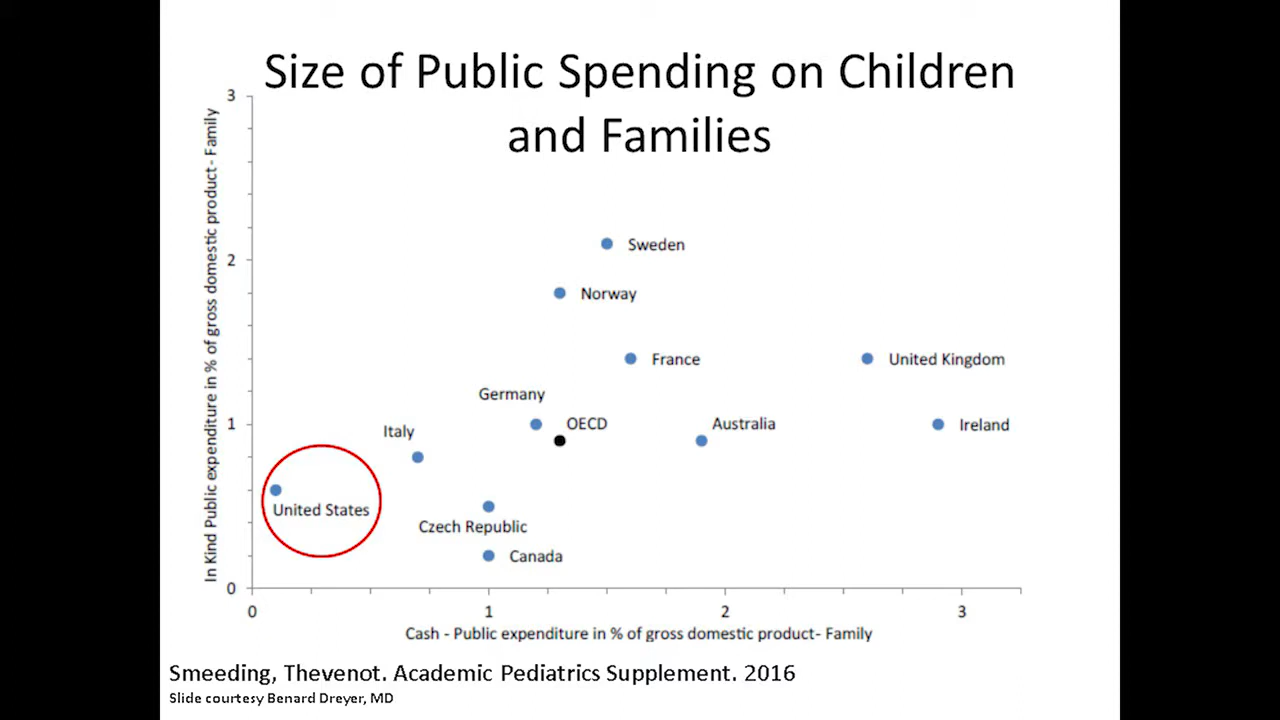 Size of Public Spending on Children
and Families
In Kind Public expenditure in % of gross domestic product - Family
3
2
1
0
Sweden
Norway
France
United Kingdom
Germany
OECD
Australia
Ireland
Italy
United States
Czech Republic
Canada
0 1 2 3
Cash - Public expenditure in % of gross domestic product- Family
Smeeding, Thevenot. Academic Pediatrics Supplement. 2016
Slide courtesy Benard Dreyer, MD